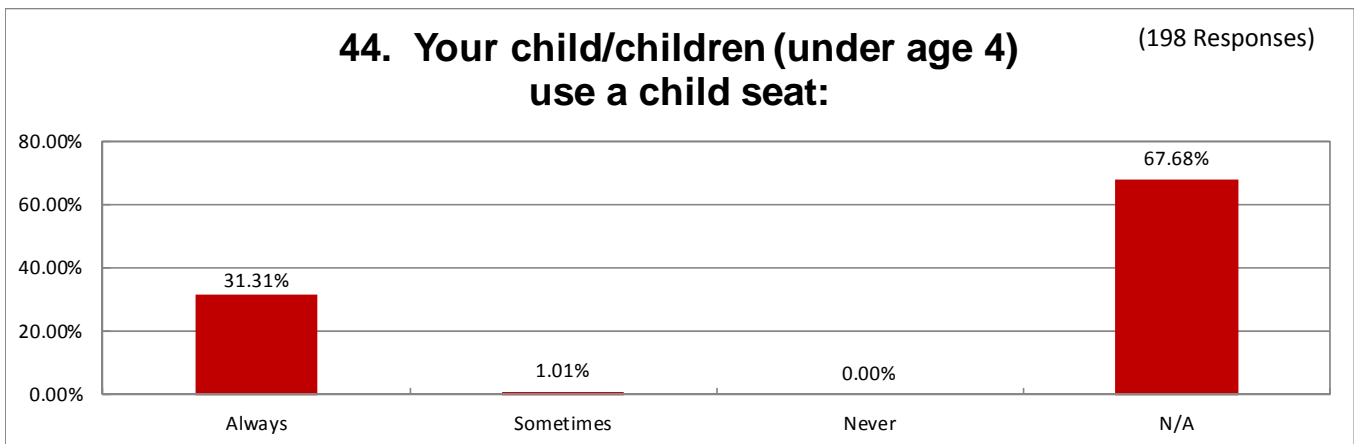 44. Your child/children (under age 4)
use a child seat:
(198 Responses)
80.00%
60.00%
40.00%
20.00%
0.00%
31.31%
1.01%
0.00%
67.68%
Always
Sometimes
Never
N/A